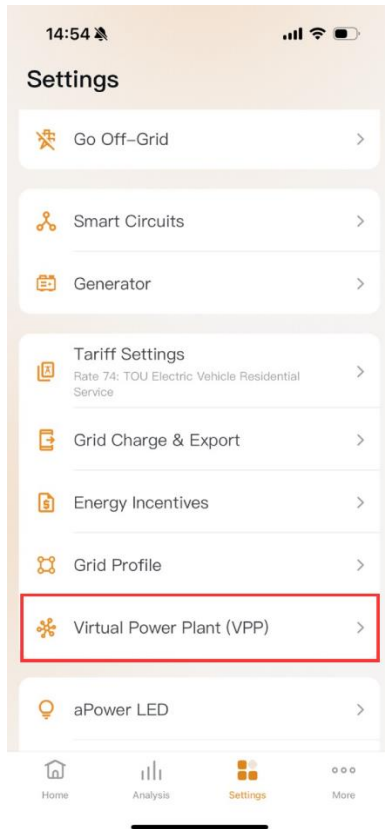 14:54
Settings
Go Off-Grid
Smart Circuits
Generator
Tariff Settings
Rate 74: TOU Electric Vehicle Residential
Service
Grid Charge & Export
Energy Incentives
Grid Profile
Virtual Power Plant (VPP)
aPower LED
Home Analysis Settings More